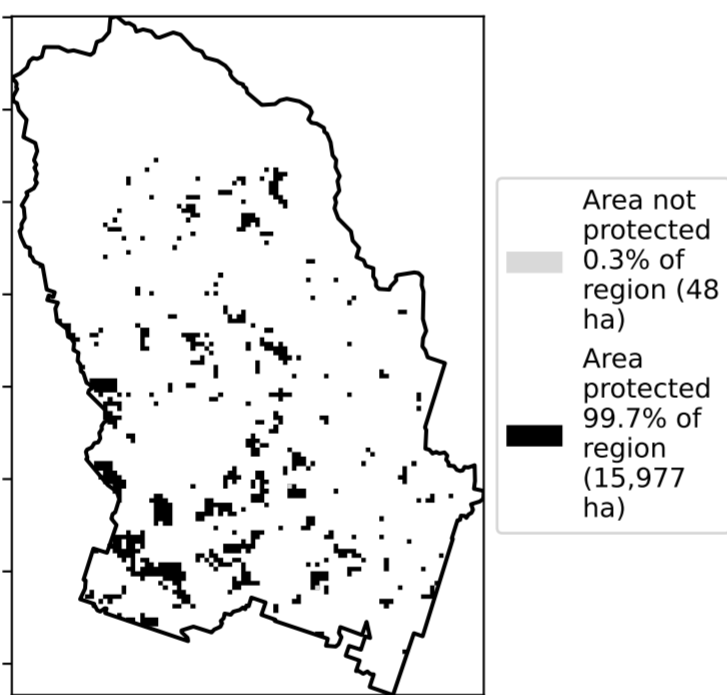 Area not
protected
0.3% of
region (48
ha)
Area
protected
99.7% of
region
(15,977
ha)